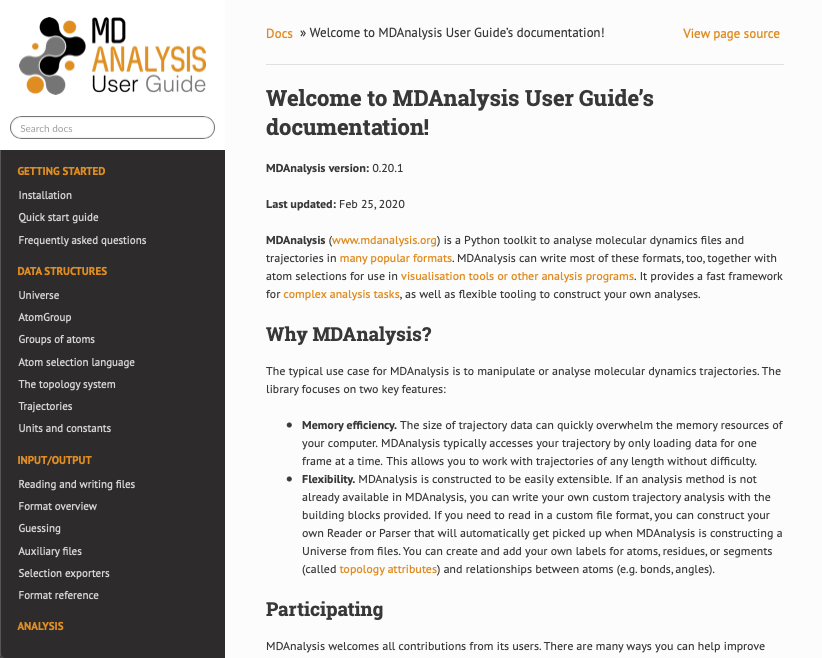 MD
ANALYSIS
User Guide
Search docs
GETTING STARTED
Installation
Quick start guide
Frequently asked questions
DATA STRUCTURES
Universe
AtomGroup
Groups of atoms
Atom selection language
The topology system
Trajectories
Units and constants
INPUT/OUTPUT
Reading and writing files
Format overview
Guessing
Auxiliary files
Selection exporters
Format reference
ANALYSIS
Docs » Welcome to MDAnalysis User Guide's documentation!
View page source
Welcome to MDAnalysis User Guide's
documentation!
MDAnalysis version: 0.20.1
Last updated: Feb 25, 2020
MDAnalysis (www.mdanalysis.org) is a Python toolkit to analyse molecular dynamics files and
trajectories in many popular formats. MDAnalysis can write most of these formats, too, together with
atom selections for use in visualisation tools or other analysis programs. It provides a fast framework
for complex analysis tasks, as well as flexible tooling to construct your own analyses.
Why MDAnalysis?
The typical use case for MDAnalysis is to manipulate or analyse molecular dynamics trajectories. The
library focuses on two key features:
• Memory efficiency. The size of trajectory data can quickly overwhelm the memory resources of
your computer. MDAnalysis typically accesses your trajectory by only loading data for one
frame at a time. This allows you to work with trajectories of any length without difficulty.
• Flexibility. MDAnalysis is constructed to be easily extensible. If an analysis method is not
already available in MDAnalysis, you can write your own custom trajectory analysis with the
building blocks provided. If you need to read in a custom file format, you can construct your
own Reader or Parser that will automatically get picked up when MDAnalysis is constructing a
Universe from files. You can create and add your own labels for atoms, residues, or segments
(called topology attributes) and relationships between atoms (e.g. bonds, angles).
Participating
MDAnalysis welcomes all contributions from its users. There are many ways you can help improve